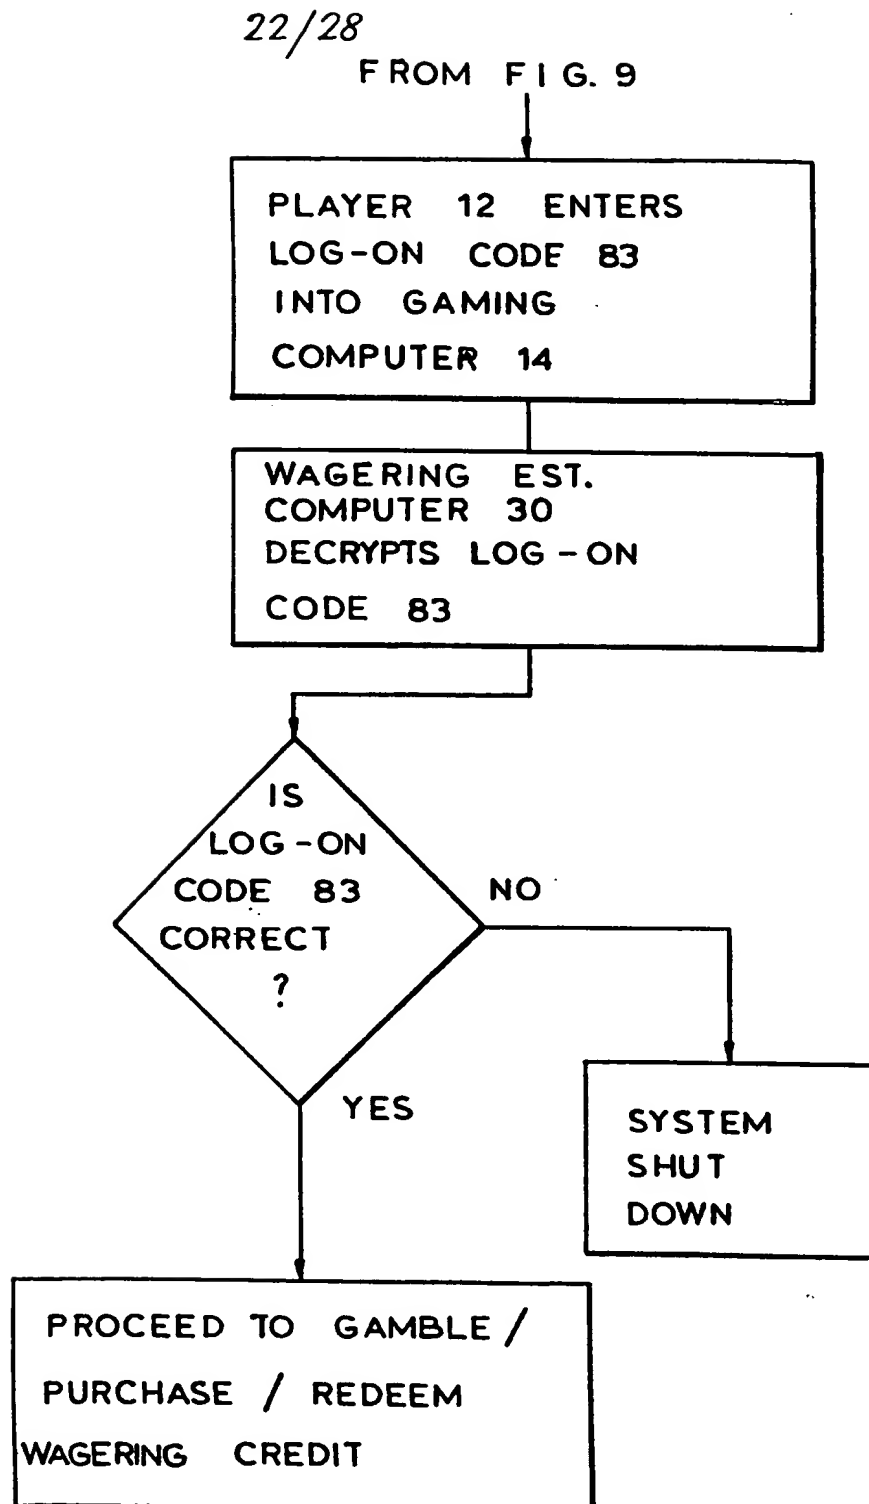 22/28
FROM FIG. 9
PLAYER 12 ENTERS
LOG-ON CODE 83
INTO GAMING
COMPUTER 14
WAGERING EST.
COMPUTER 30
DECRYPTS LOG-ON
CODE 83
IS
LOG-ON
CODE 83
CORRECT
?
NO
YES
SYSTEM
SHUT
DOWN
PROCEED TO GAMBLE /
PURCHASE / REDEEM
WAGERING CREDIT